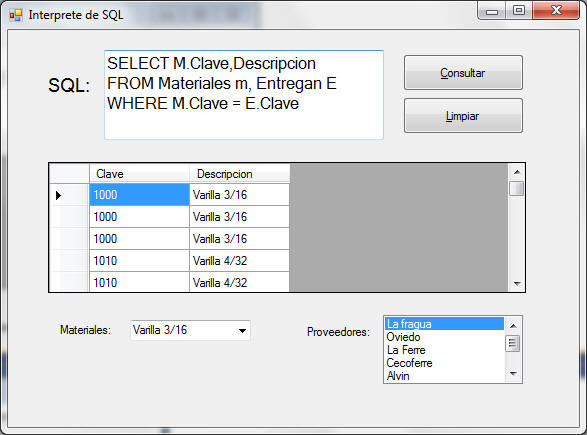 Interprete de SQL
SQL:
SELECT M.Clave,Descripcion
FROM Materiales m, Entregan E
WHERE M.Clave = E.Clave
Consultar
Limpiar
Clave Descripcion
1000 Varilla 3/16
1000 Varilla 3/16
1000 Varilla 3/16
1010 Varilla 4/32
1010 Varilla 4/32
Materiales: Varilla 3/16
Proveedores:
La fragua
Oviedo
La Ferre
Cecoferre
Alvin